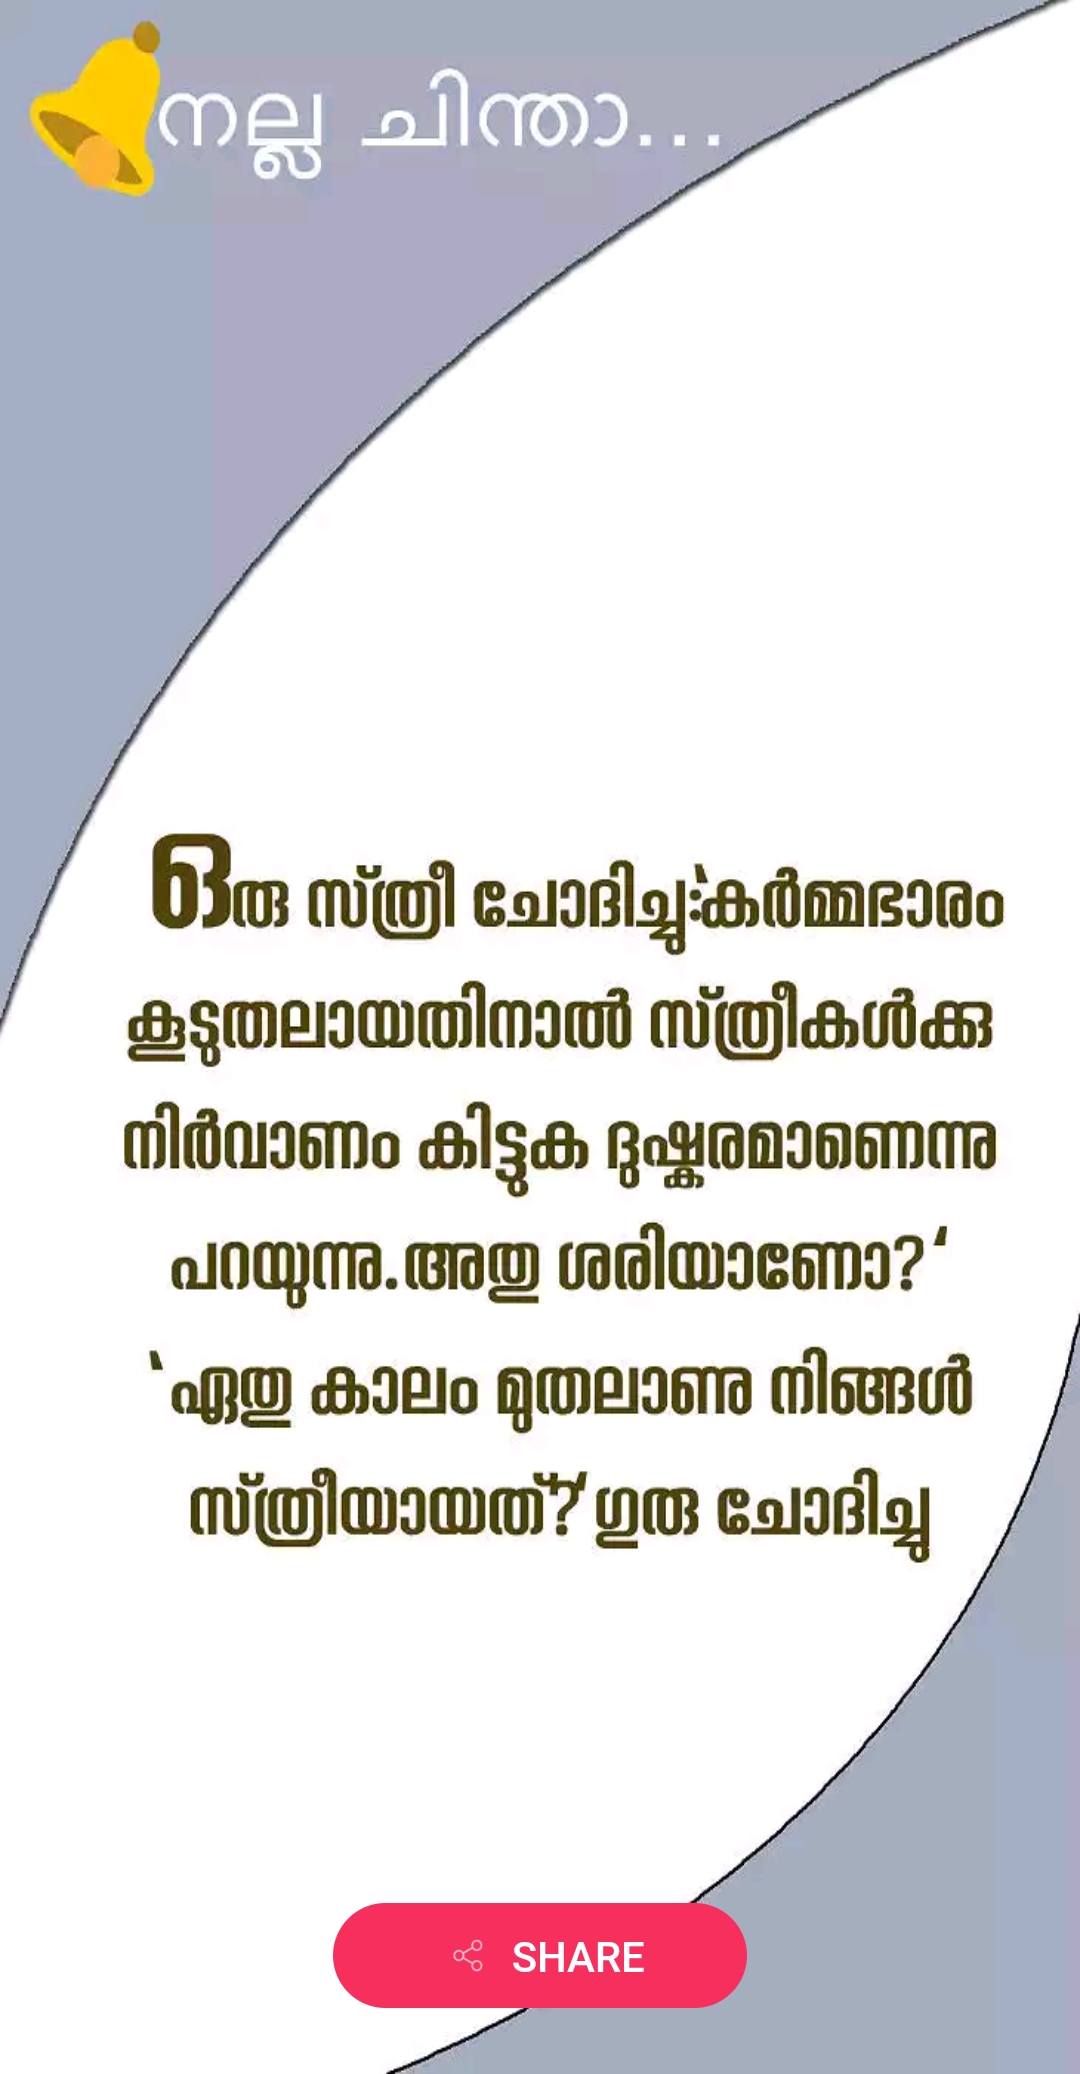 നല്ല ചിന്താ...
ഒരു സ്ത്രീ ചോദിച്ചു:‘കർമ്മഭാരം
കൂടുതലായതിനാൽ സ്ത്രീകൾക്കു
നിർവാണം കിട്ടുക ദുഷ്കരമാണെന്നു
പറയുന്നു.അതു ശരിയാണോ?‘
‘ഏതു കാലം മുതലാണു നിങ്ങൾ
സ്ത്രീയായത്?‘ഗുരു ചോദിച്ചു
SHARE